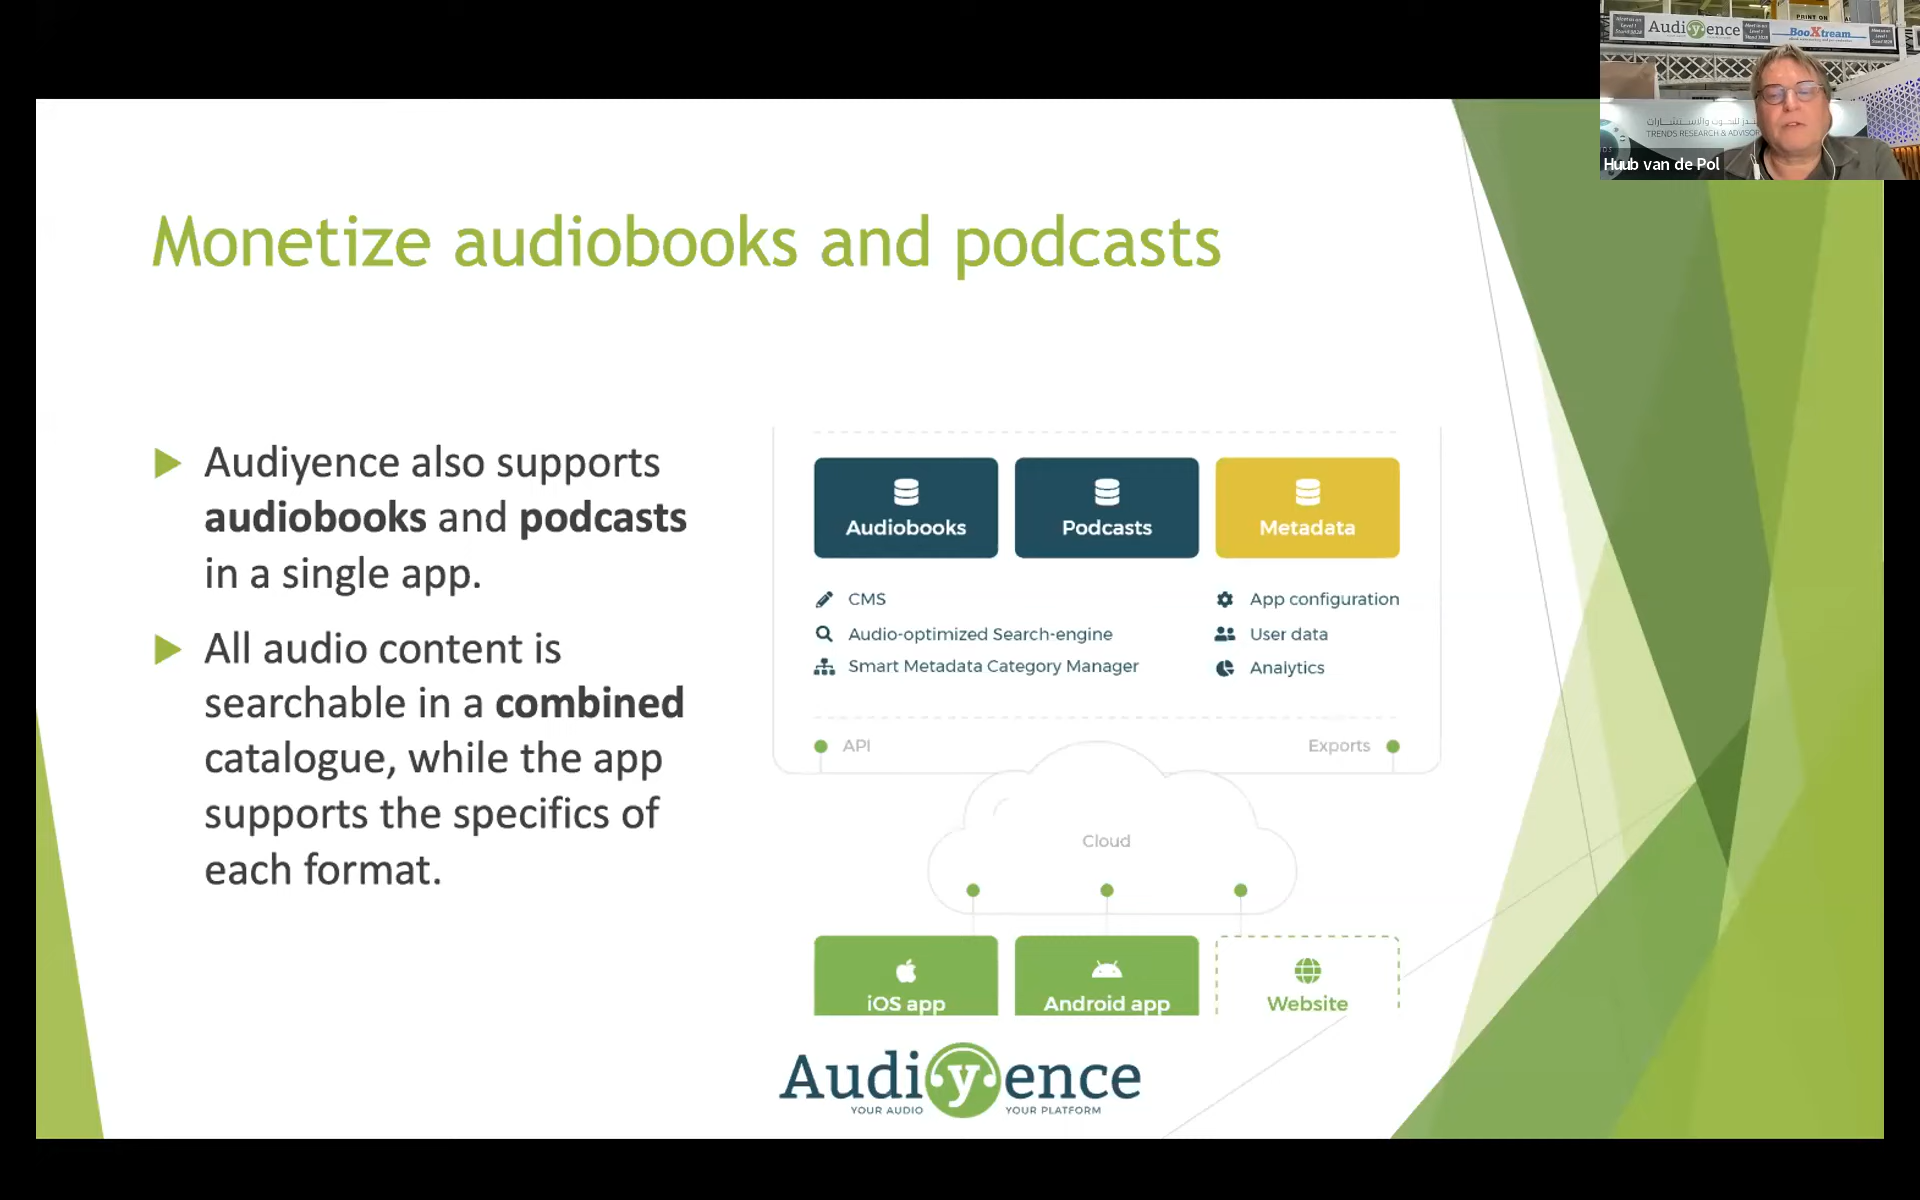 PRINT ON
Audiyence
BooXtream
TRENDS RESEARCH & ADVISOR
Huub van de Pol
Monetize audiobooks and podcasts
Audiyence also supports
audiobooks and podcasts
in a single app.
All audio content is
searchable in a combined
catalogue, while the app
supports the specifics of
each format.
Audiobooks
Podcasts
Metadata
CMS
Audio-optimized Search-engine
Smart Metadata Category Manager
App configuration
User data
Analytics
API
Exports
Cloud
iOS app
Android app
Website
Audiyence
YOUR AUDIO YOUR PLATFORM